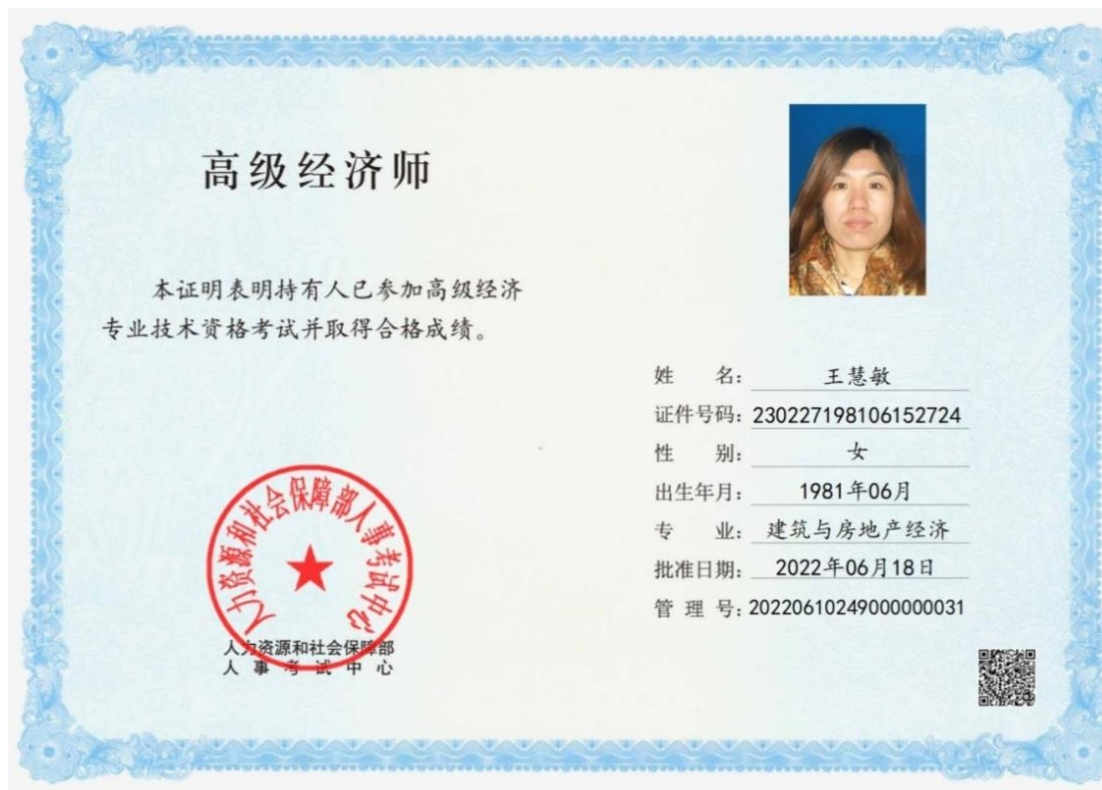 高级经济师
本证明表明持有人已参加高级经济
专业技术资格考试并取得合格成绩。
姓名：王慧敏
证件号码：230227198106152724
性别：女
出生年月：1981年06月
专业：建筑与房地产经济
批准日期：2022年06月18日
管理号：20220610249000000031
人力资源和社会保障部人事考试中心
人力资源和社会保障部
人事考试中心